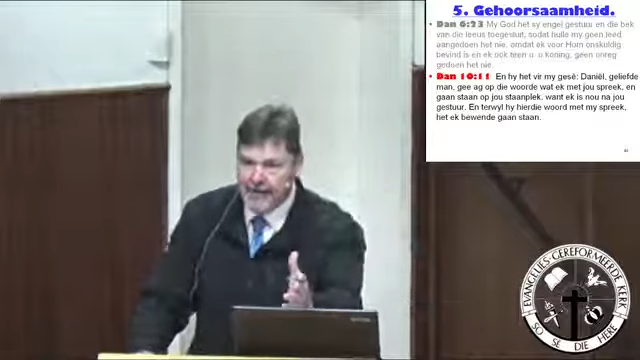 5. Gehoorsaamheid.
• Dan 6:23 My God het sy engel gestuur en die bek
van die leeus toegestuit, sodat hulle my geen leed
aangedoen het nie, omdat ek voor Hom onskuldig
bevind is en ek ook teen u, o koning, geen onreg
gedoen het nie.
• Dan 10:11 En hy het vir my gesê: Daniël, geliefde
man, gee ag op die woorde wat ek met jou spreek, en
gaan staan op jou staanplek, want ek is nou na jou
gestuur. En terwyl hy hierdie woord met my spreek,
het ek bewende gaan staan.
EVANGELIES-GEREFORMEERDE KERK
SO SE DIE HERE